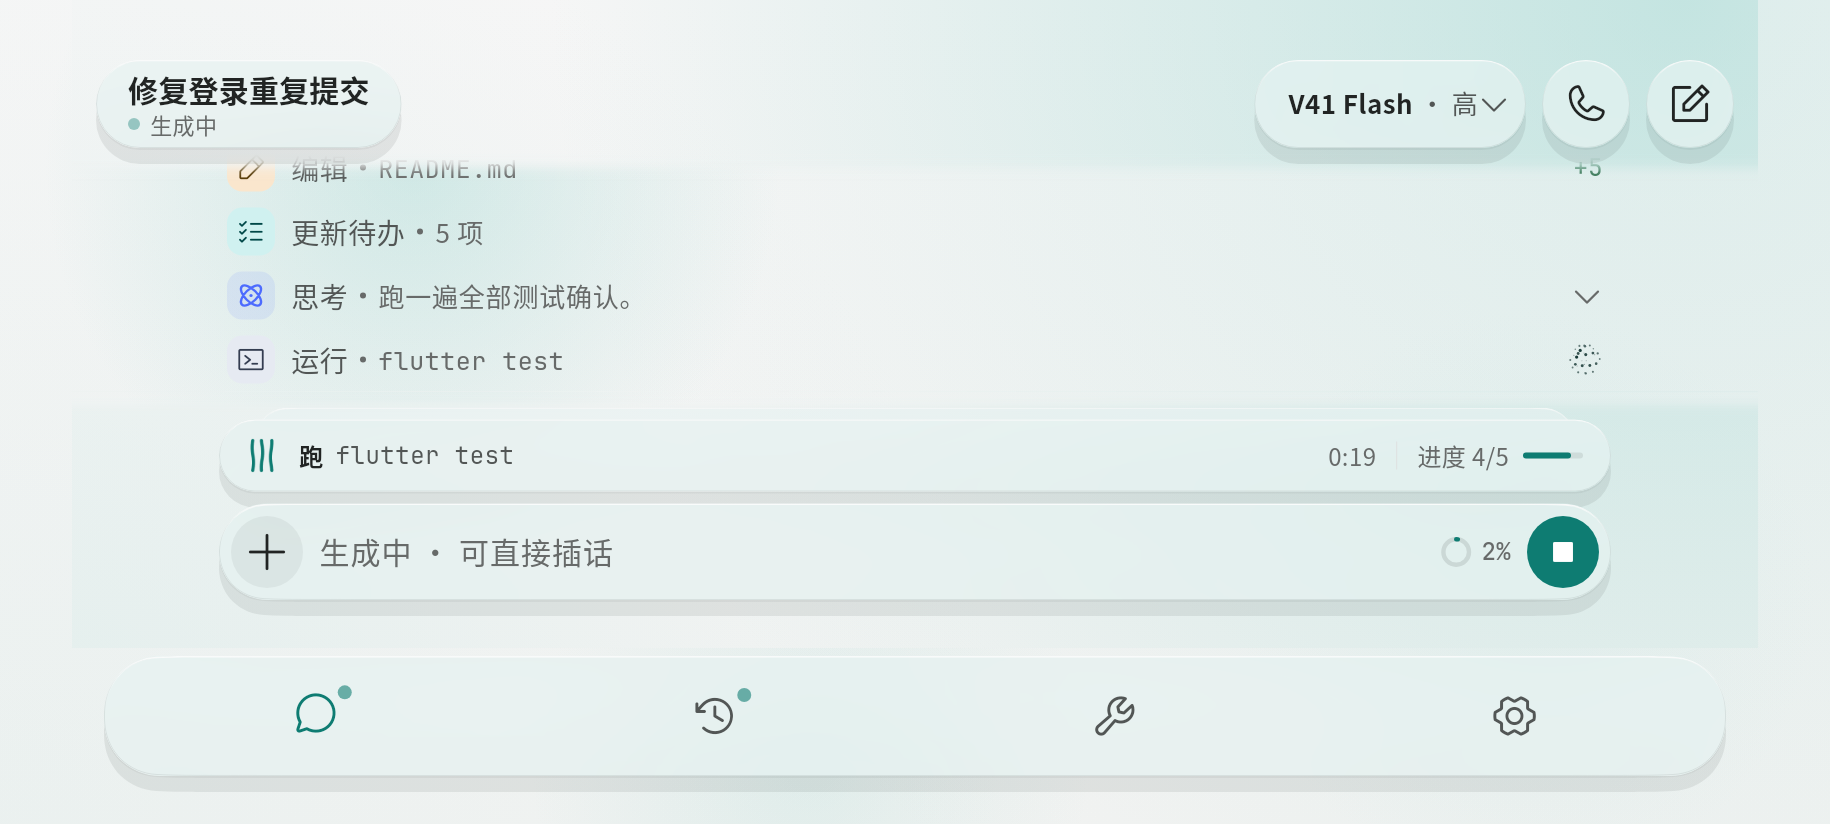 修复登录重复提交
生成中
V41 Flash · 高
编辑 · README.md
+5
更新待办 · 5 项
思考 · 跑一遍全部测试确认。
运行 · flutter test
跑 flutter test
0:19
进度 4/5
生成中 · 可直接插话
2%